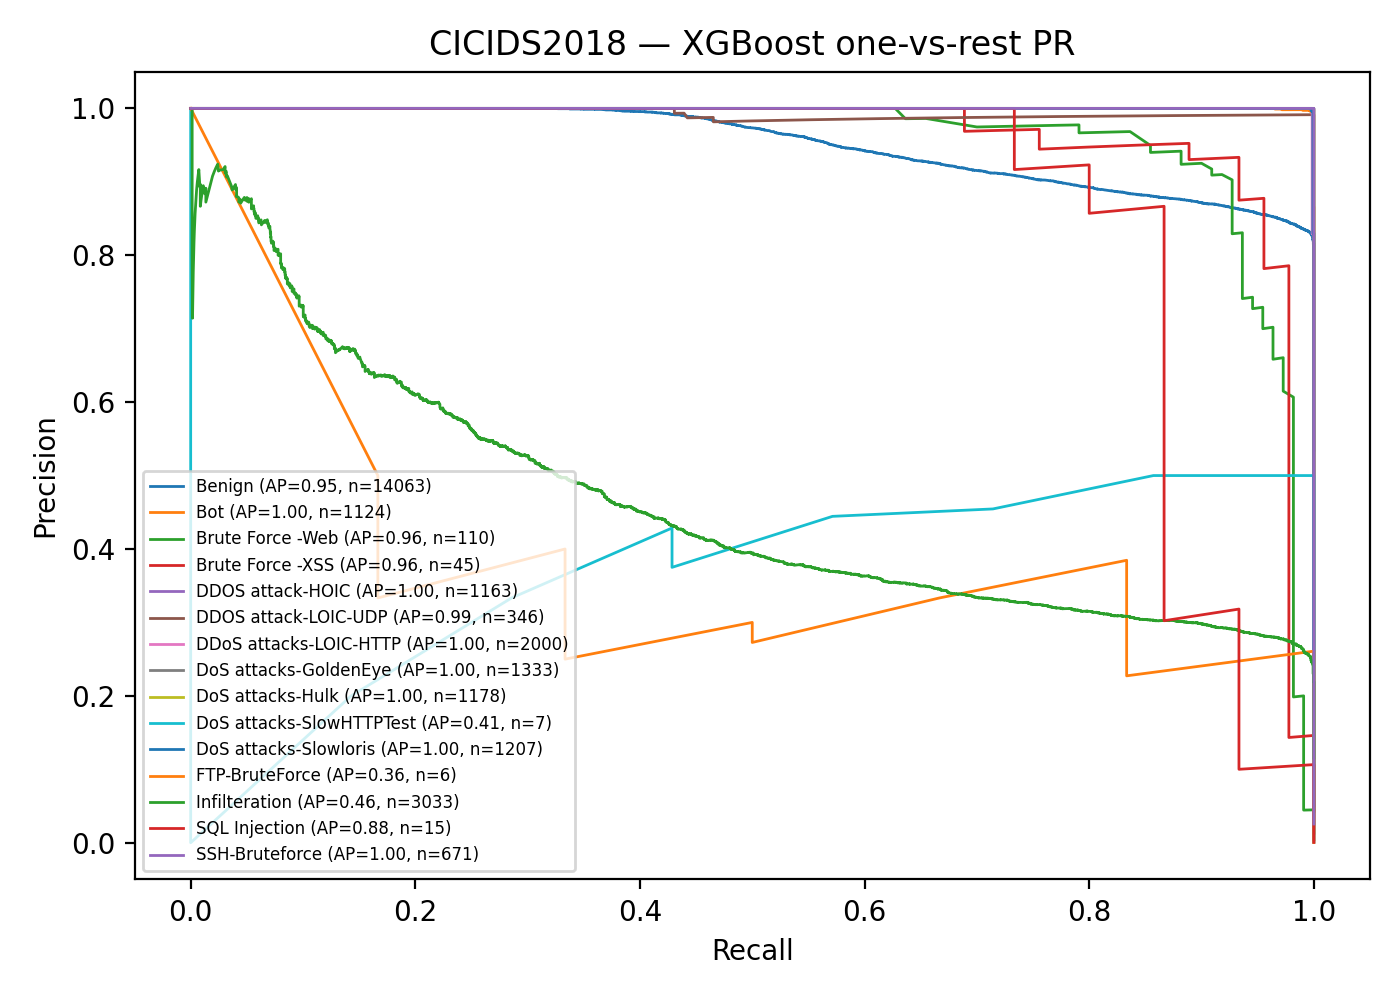 CICIDS2018 — XGBoost one-vs-rest PR
Precision
1.0
0.8
0.6
0.4
0.2
0.0
Benign (AP=0.95, n=14063)
Bot (AP=1.00, n=1124)
Brute Force -Web (AP=0.96, n=110)
Brute Force -XSS (AP=0.96, n=45)
DDOS attack-HOIC (AP=1.00, n=1163)
DDOS attack-LOIC-UDP (AP=0.99, n=346)
DDoS attacks-LOIC-HTTP (AP=1.00, n=2000)
DoS attacks-GoldenEye (AP=1.00, n=1333)
DoS attacks-Hulk (AP=1.00, n=1178)
DoS attacks-SlowHTTPTest (AP=0.41, n=7)
DoS attacks-Slowloris (AP=1.00, n=1207)
FTP-BruteForce (AP=0.36, n=6)
Infilteration (AP=0.46, n=3033)
SQL Injection (AP=0.88, n=15)
SSH-Bruteforce (AP=1.00, n=671)
0.0 0.2 0.4 0.6 0.8 1.0
Recall